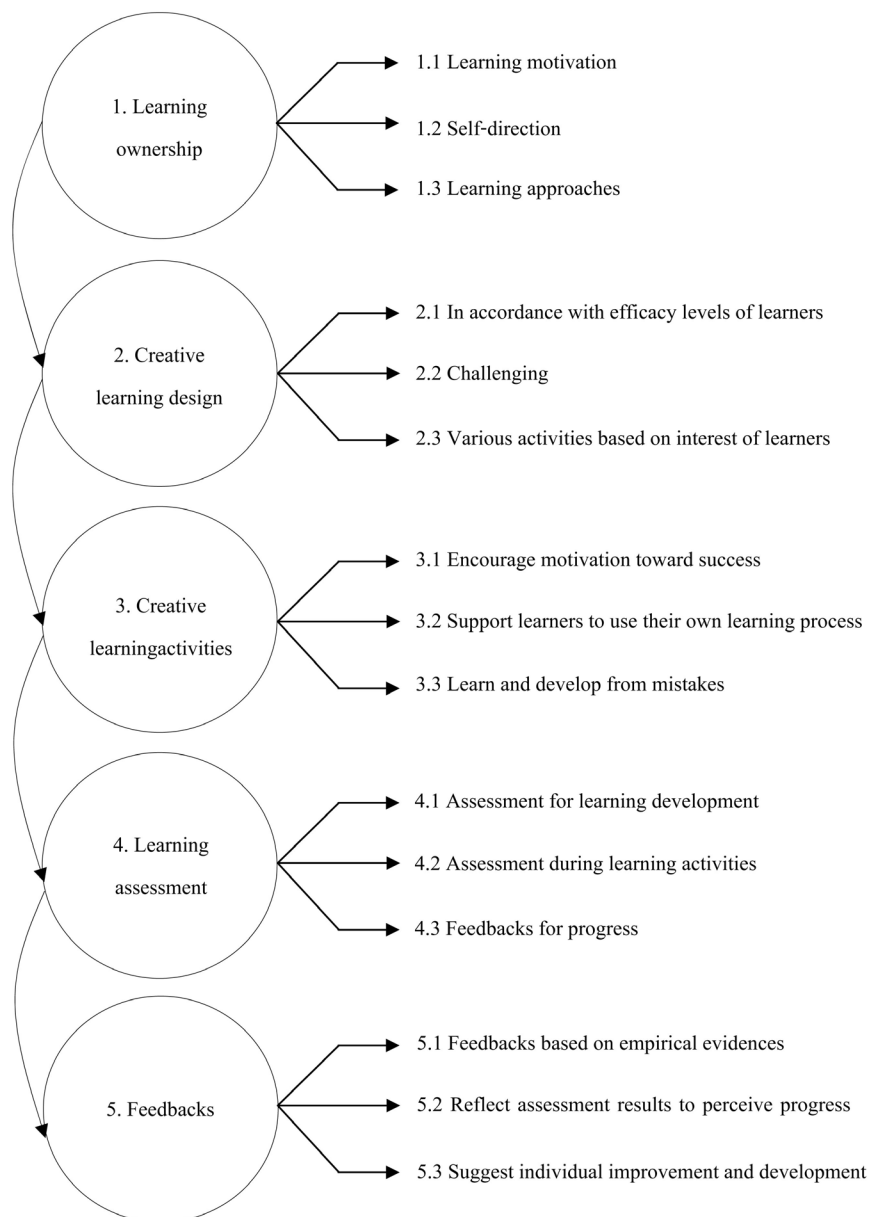 1. Learning
ownership
1.1 Learning motivation
1.2 Self-direction
1.3 Learning approaches
2. Creative
learning design
2.1 In accordance with efficacy levels of learners
2.2 Challenging
2.3 Various activities based on interest of learners
3. Creative
learningactivities
3.1 Encourage motivation toward success
3.2 Support learners to use their own learning process
3.3 Learn and develop from mistakes
4. Learning
assessment
4.1 Assessment for learning development
4.2 Assessment during learning activities
4.3 Feedbacks for progress
5. Feedbacks
5.1 Feedbacks based on empirical evidences
5.2 Reflect assessment results to perceive progress
5.3 Suggest individual improvement and development